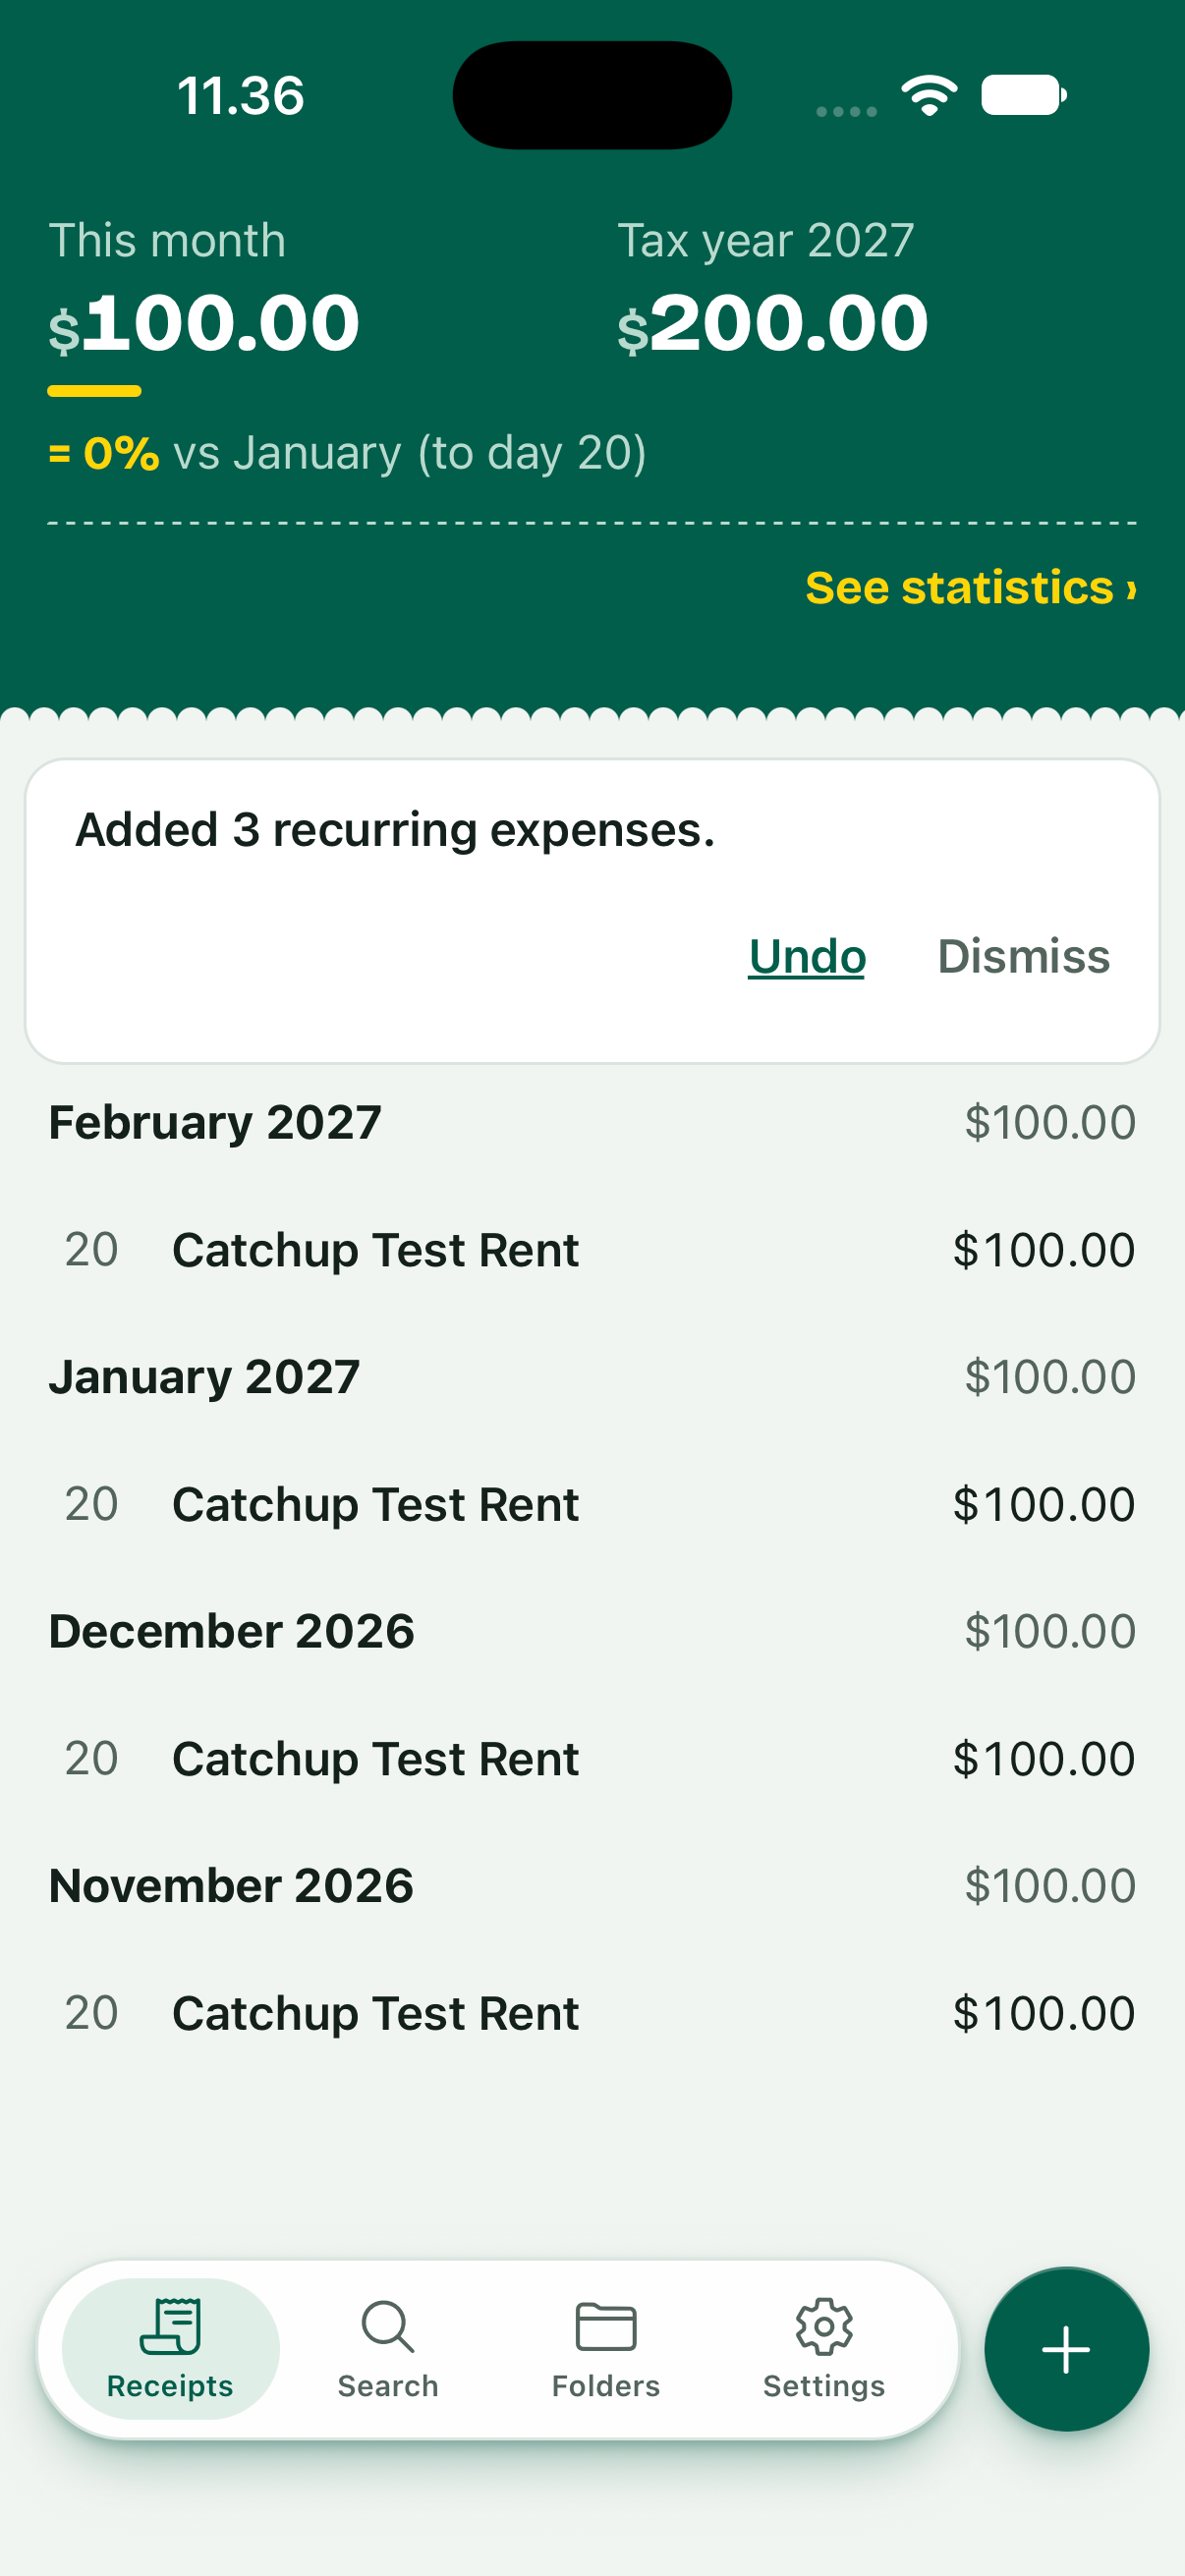 11.36
This month
Tax year 2027
$100.00
$200.00
= 0% vs January (to day 20)
See statistics ›
Added 3 recurring expenses.
Undo
Dismiss
February 2027 $100.00
20 Catchup Test Rent $100.00
January 2027 $100.00
20 Catchup Test Rent $100.00
December 2026 $100.00
20 Catchup Test Rent $100.00
November 2026 $100.00
20 Catchup Test Rent $100.00
Receipts
Search
Folders
Settings